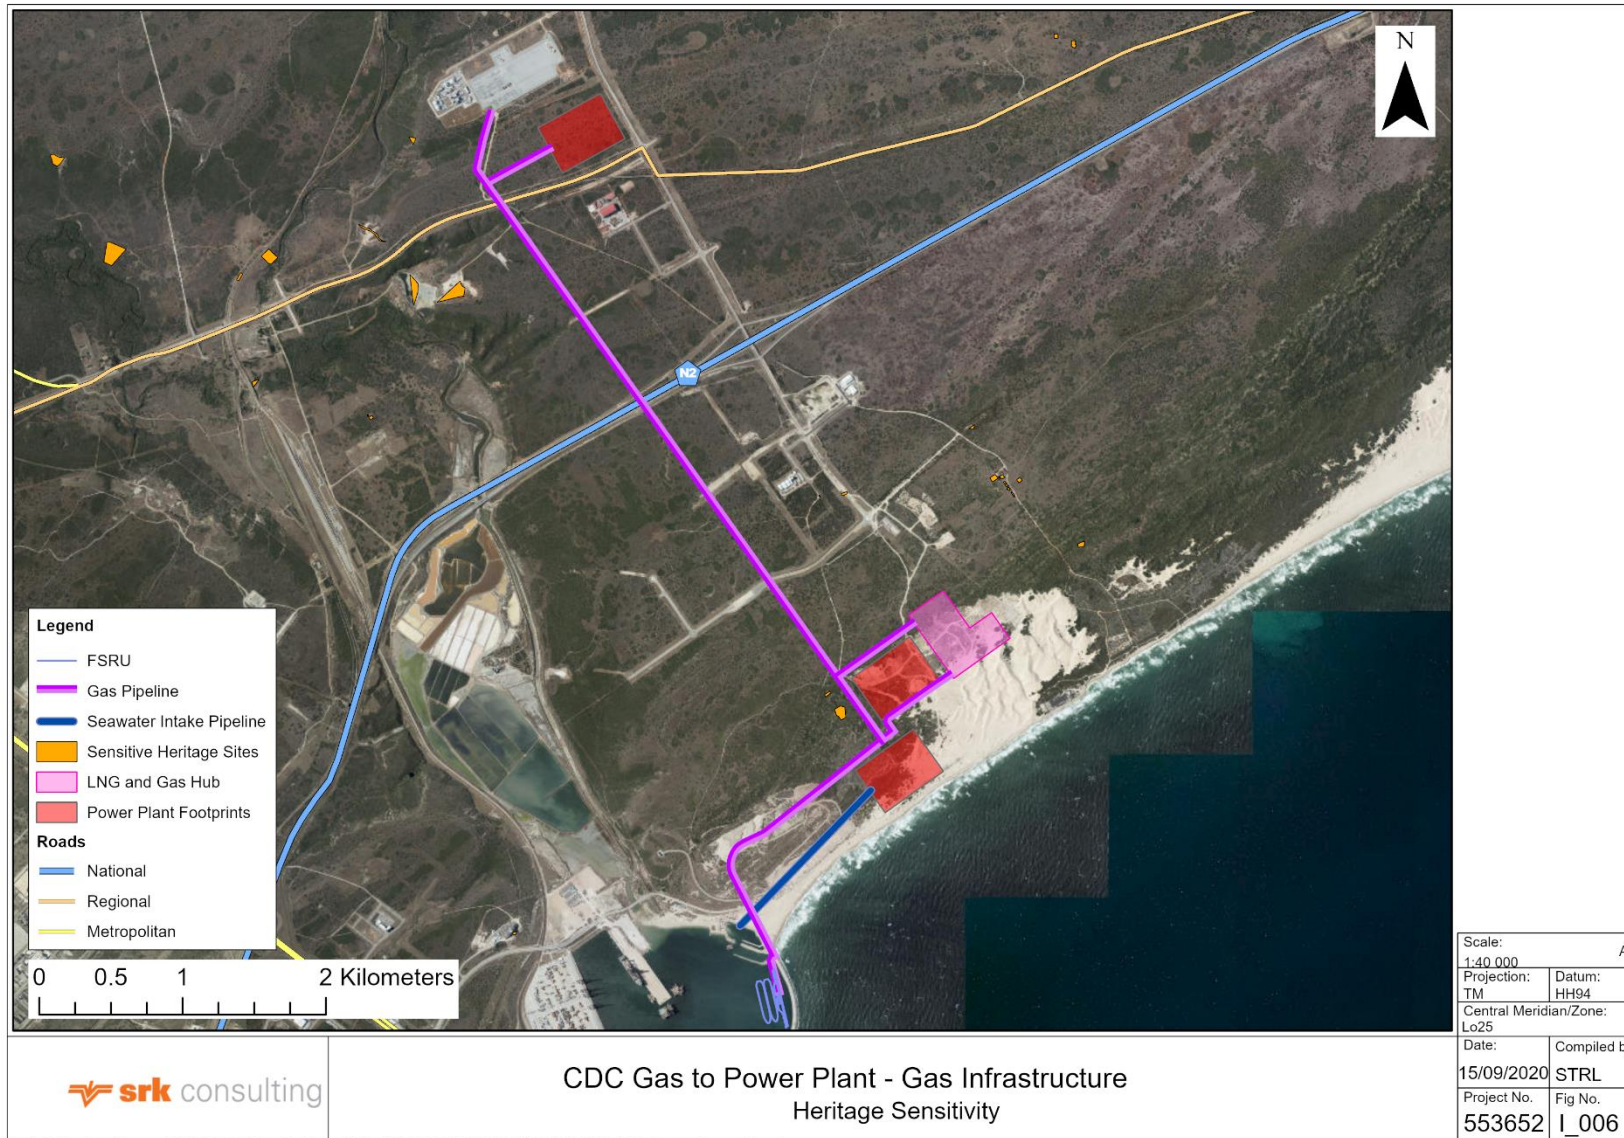 N
N2
Legend
FSRU
Gas Pipeline
Seawater Intake Pipeline
Sensitive Heritage Sites
LNG and Gas Hub
Power Plant Footprints
Roads
National
Regional
Metropolitan
0 0.5 1 2 Kilometers
Scale: A
1:40 000
Projection: Datum:
TM HH94
Central Meridian/Zone:
Lo25
Date: Compiled b
15/09/2020 STRL
Project No. Fig No.
553652 I_006
srk consulting
CDC Gas to Power Plant - Gas Infrastructure
Heritage Sensitivity